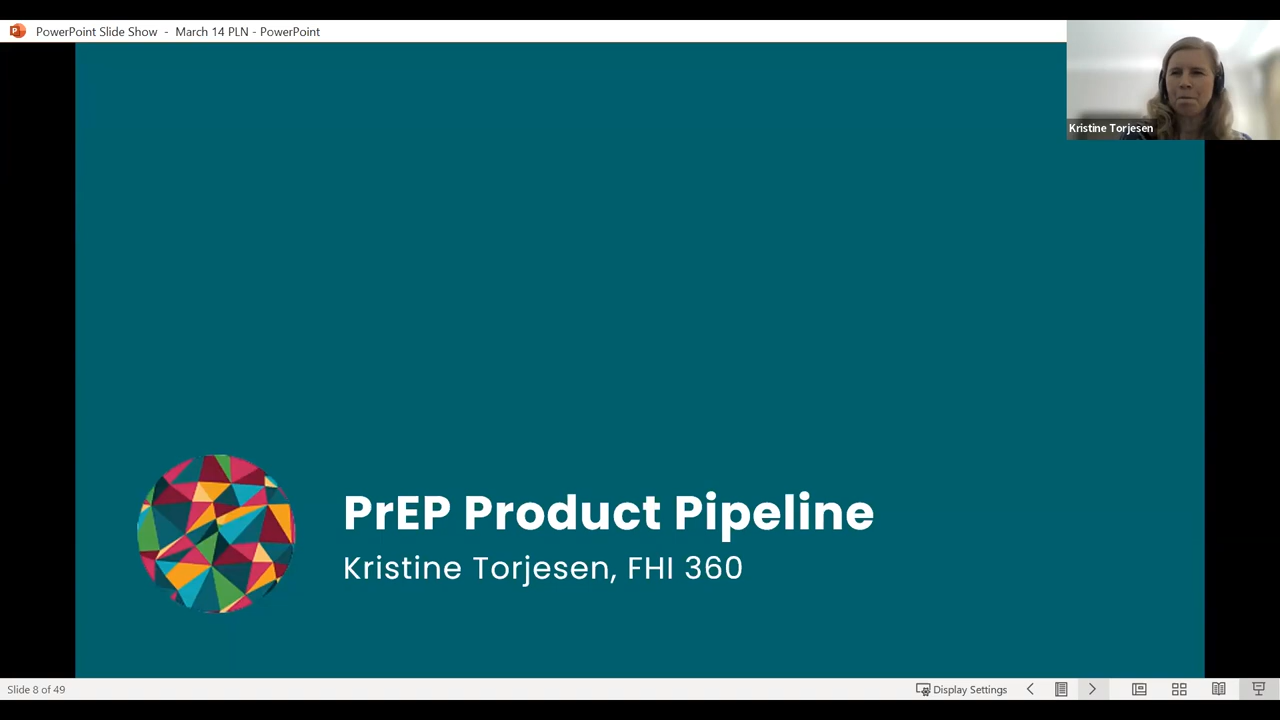 PowerPoint Slide Show - March 14 PLN - PowerPoint
Kristine Torjesen
PrEP Product Pipeline
Kristine Torjesen, FHI 360
Slide 8 of 49
Display Settings